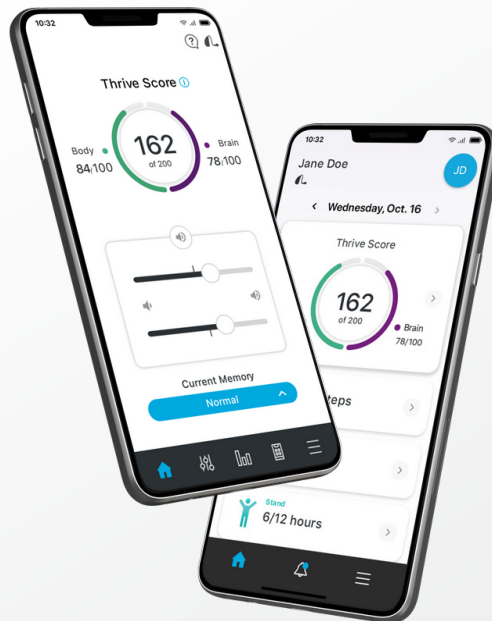 10:32
Thrive Score
Body
84/100
162
of 200
Brain
78/100
Current Memory
Normal
10:32
Jane Doe
JD
Wednesday, Oct. 16
Thrive Score
162
of 200
Brain
78/100
Stand
6/12 hours